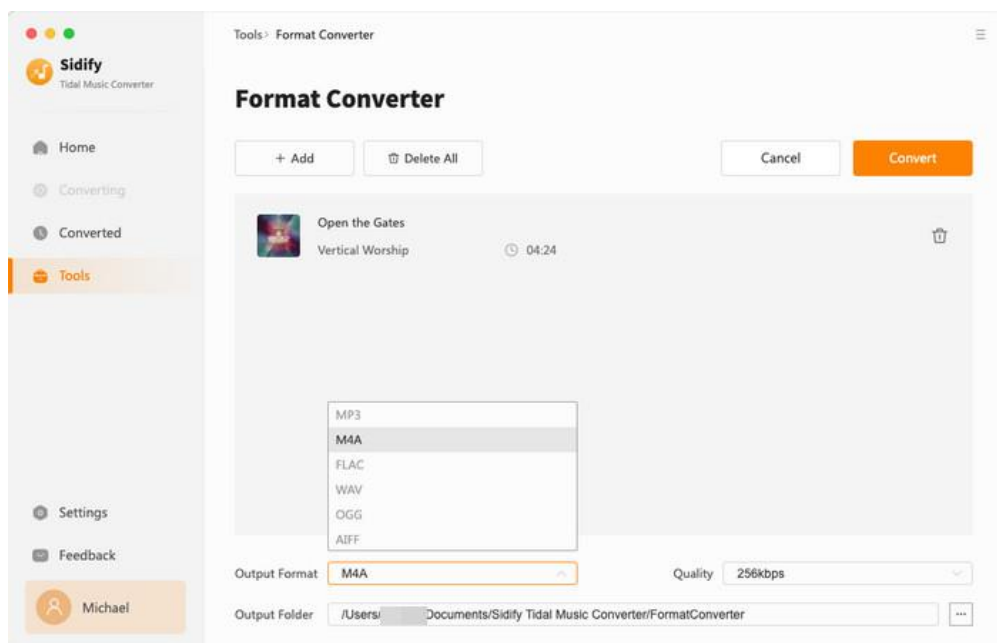 Sidify
Tidal Music Converter
Home
Converting
Converted
Tools
Settings
Feedback
Michael
Tools› Format Converter
Format Converter
+ Add
Delete All
Cancel
Convert
Open the Gates
Vertical Worship
04:24
MP3
M4A
FLAC
WAV
OGG
AIFF
Output Format M4A
Quality 256kbps
Output Folder /Users/ Documents/Sidify Tidal Music Converter/FormatConverter
...